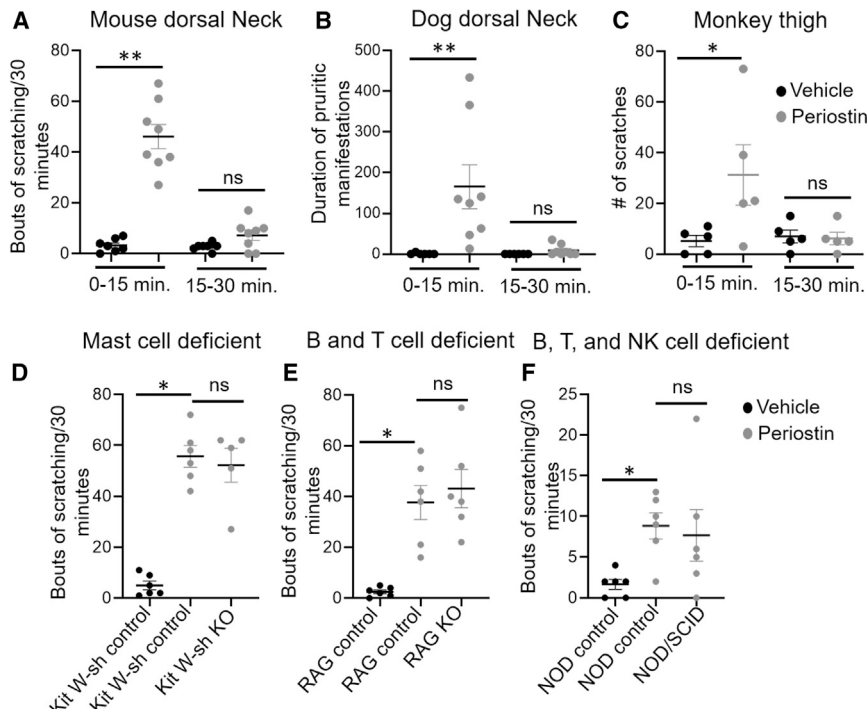 A
Mouse dorsal Neck
Bouts of scratching/30
minutes
80
60
40
20
0
**
ns
0-15 min.
15-30 min.
B
Dog dorsal Neck
Duration of pruritic
manifestations
500
400
300
200
100
0
**
ns
0-15 min.
15-30 min.
C
Monkey thigh
# of scratches
80
60
40
20
0
*
ns
Vehicle
Periostin
0-15 min.
15-30 min.
D
Mast cell deficient
Bouts of scratching/30
minutes
80
60
40
20
0
*
ns
Kit W-sh control
Kit W-sh control
Kit W-sh KO
E
B and T cell deficient
Bouts of scratching/30
minutes
80
60
40
20
0
*
ns
RAG control
RAG control
RAG KO
F
B, T, and NK cell deficient
Bouts of scratching/30
minutes
25
20
15
10
5
0
*
ns
Vehicle
Periostin
NOD control
NOD control
NOD/SCID